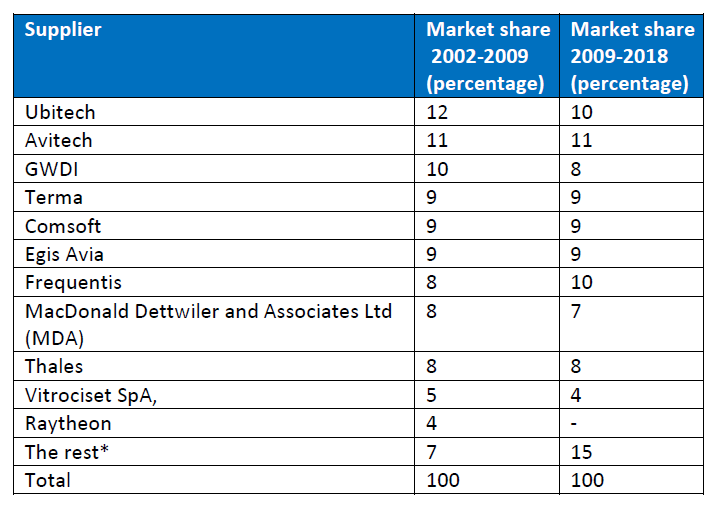 Supplier Market share Market share
2002-2009 2009-2018
(percentage) (percentage)
Ubitech 12 10
Avitech 11 11
GWDI 10 8
Terma 9 9
Comsoft 9 9
Egis Avia 9 9
Frequentis 8 10
MacDonald Dettwiler and Associates Ltd 8 7
(MDA)
Thales 8 8
Vitrociset SpA, 5 4
Raytheon 4 -
The rest* 7 15
Total 100 100